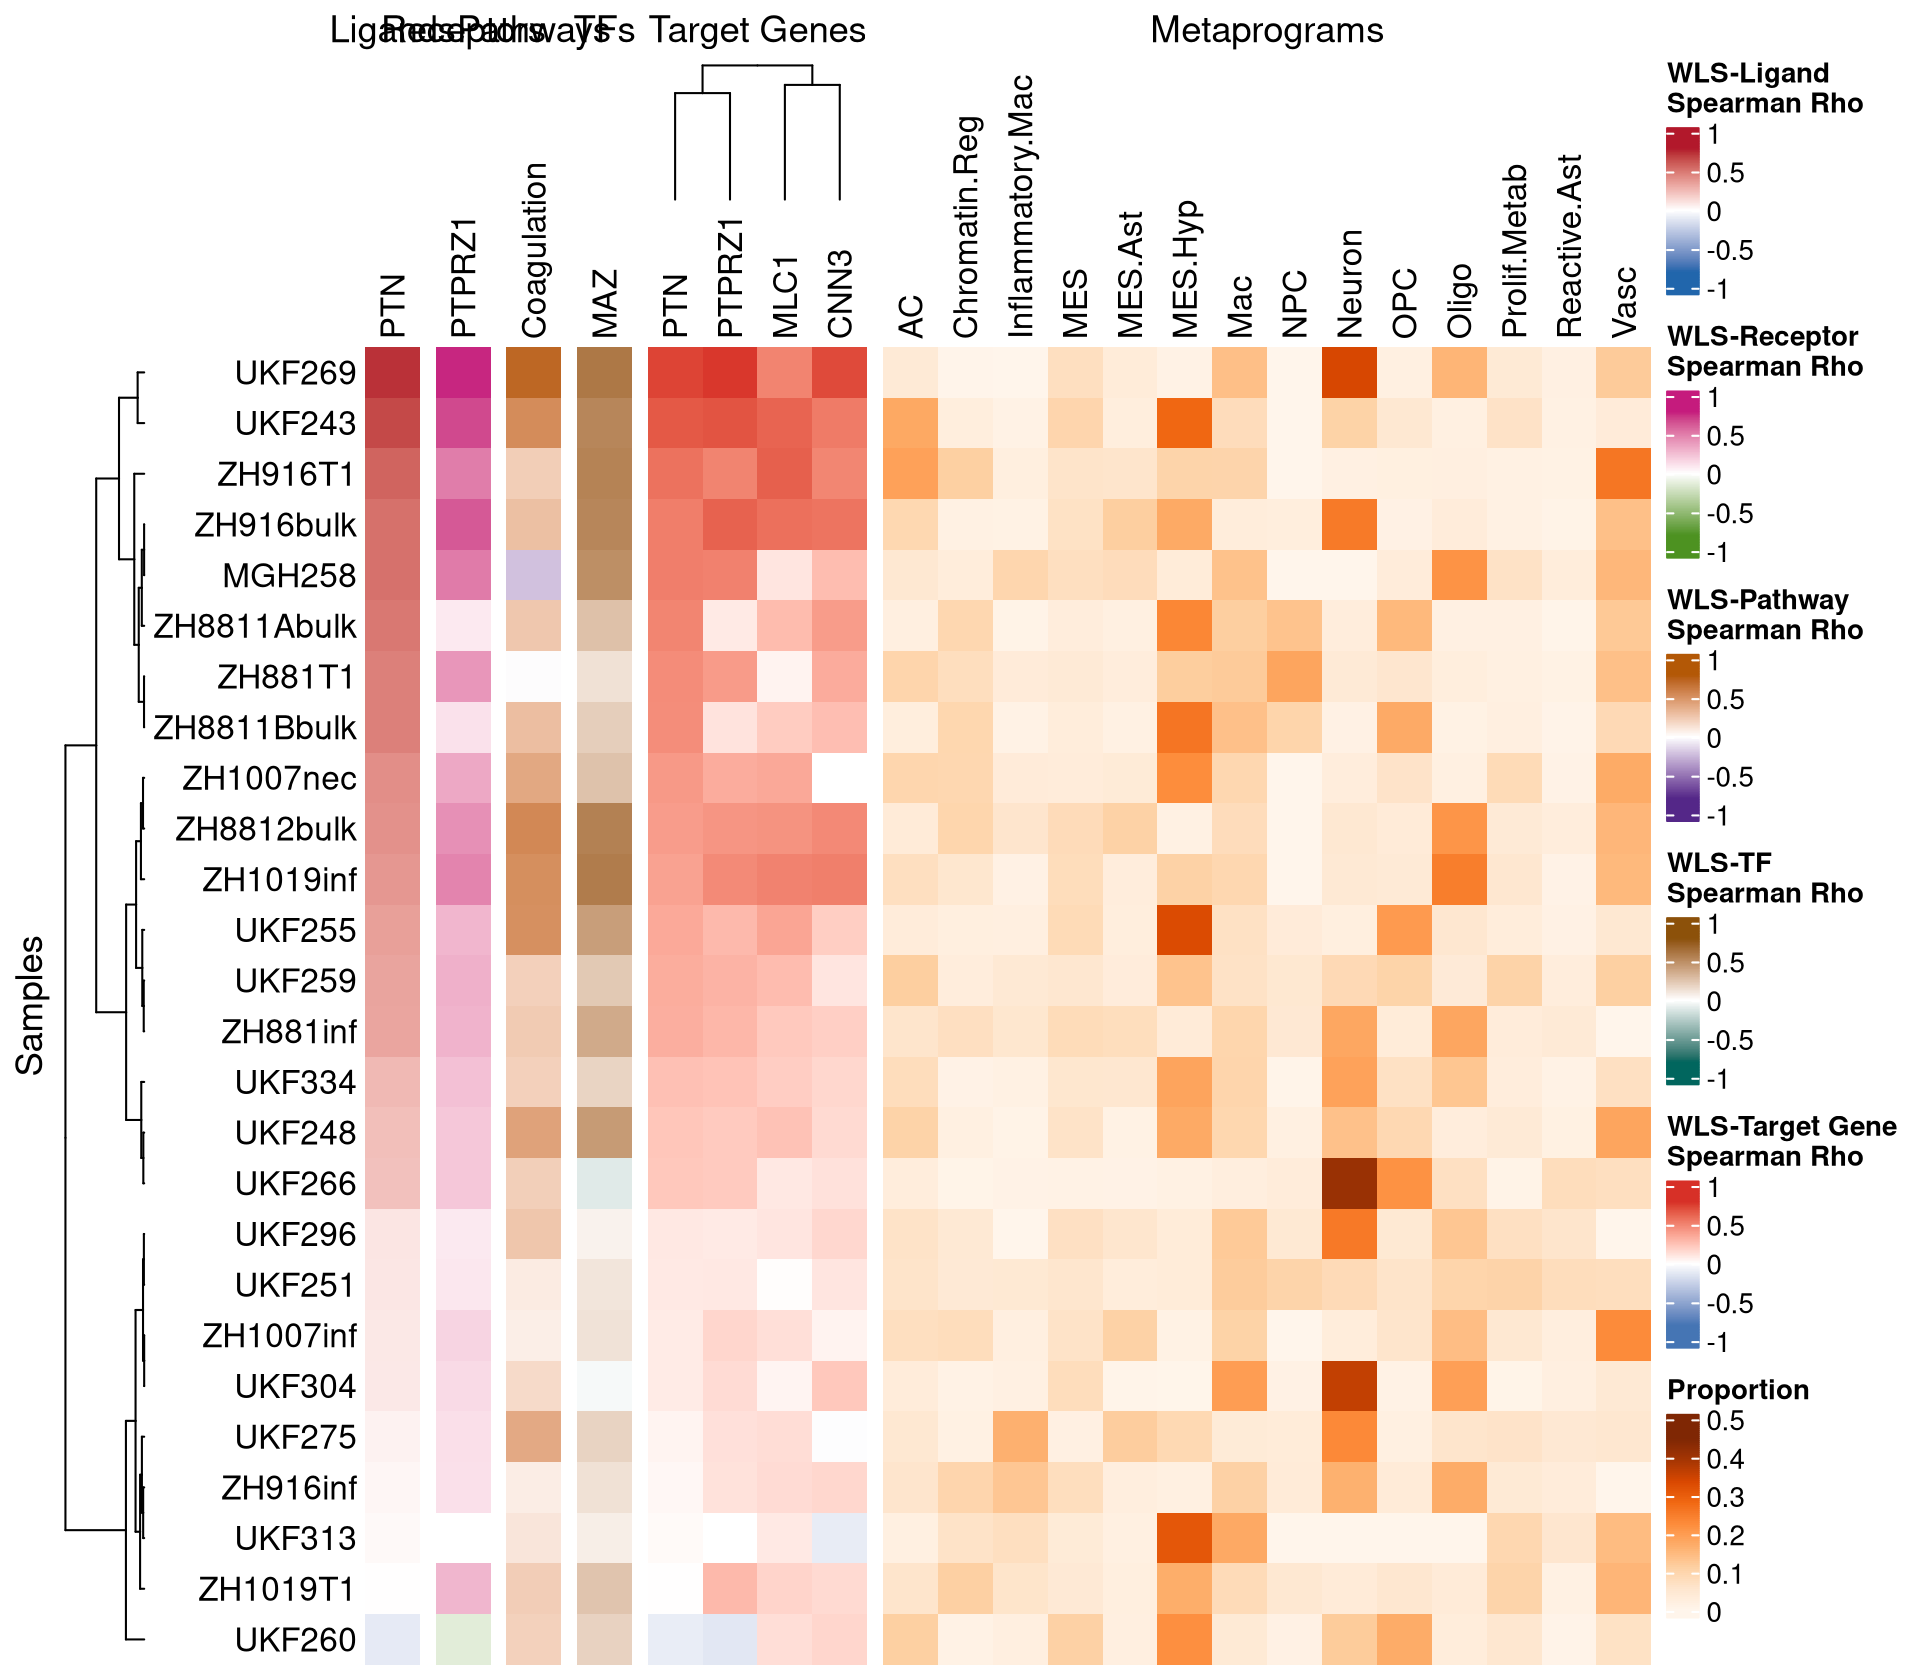 Ligands Receptors Pathways TFs Target Genes Metaprograms
PTN PTPRZ1 Coagulation MAZ PTN PTPRZ1 MLC1 CNN3 AC Chromatin.Reg Inflammatory.Mac MES MES.Ast MES.Hyp Mac NPC Neuron OPC Oligo Prolif.Metab Reactive.Ast Vasc
Samples
UKF269
UKF243
ZH916T1
ZH916bulk
MGH258
ZH8811Abulk
ZH881T1
ZH8811Bbulk
ZH1007nec
ZH8812bulk
ZH1019inf
UKF255
UKF259
ZH881inf
UKF334
UKF248
UKF266
UKF296
UKF251
ZH1007inf
UKF304
UKF275
ZH916inf
UKF313
ZH1019T1
UKF260
WLS-Ligand
Spearman Rho
1
0.5
0
-0.5
-1
WLS-Receptor
Spearman Rho
1
0.5
0
-0.5
-1
WLS-Pathway
Spearman Rho
1
0.5
0
-0.5
-1
WLS-TF
Spearman Rho
1
0.5
0
-0.5
-1
WLS-Target Gene
Spearman Rho
1
0.5
0
-0.5
-1
Proportion
0.5
0.4
0.3
0.2
0.1
0